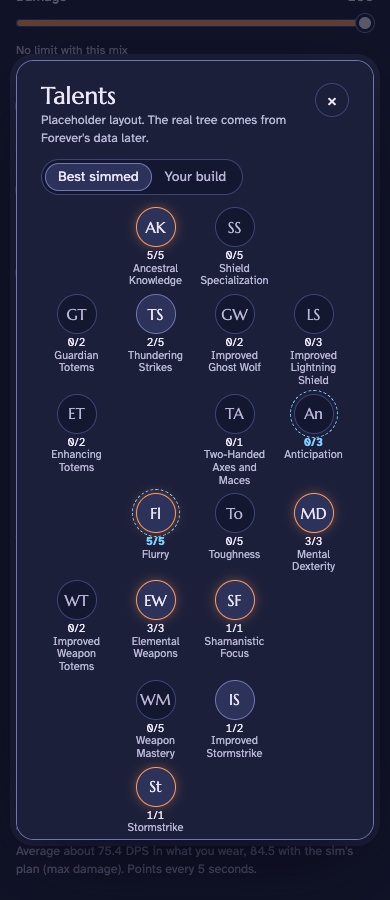 No limit with this mix
Talents
Placeholder layout. The real tree comes from
Forever's data later.
×
Best simmed
Your build
AK
5/5
Ancestral
Knowledge
SS
0/5
Shield
Specialization
GT
0/2
Guardian
Totems
TS
2/5
Thundering
Strikes
GW
0/2
Improved
Ghost Wolf
LS
0/3
Improved
Lightning
Shield
ET
0/2
Enhancing
Totems
TA
0/1
Two-Handed
Axes and
Maces
An
0/3
Anticipation
Fl
5/5
Flurry
To
0/5
Toughness
MD
3/3
Mental
Dexterity
WT
0/2
Improved
Weapon
Totems
EW
3/3
Elemental
Weapons
SF
1/1
Shamanistic
Focus
WM
0/5
Weapon
Mastery
IS
1/2
Improved
Stormstrike
St
1/1
Stormstrike
Average about 75.4 DPS in what you wear, 84.5 with the sim's
plan (max damage). Points every 5 seconds.